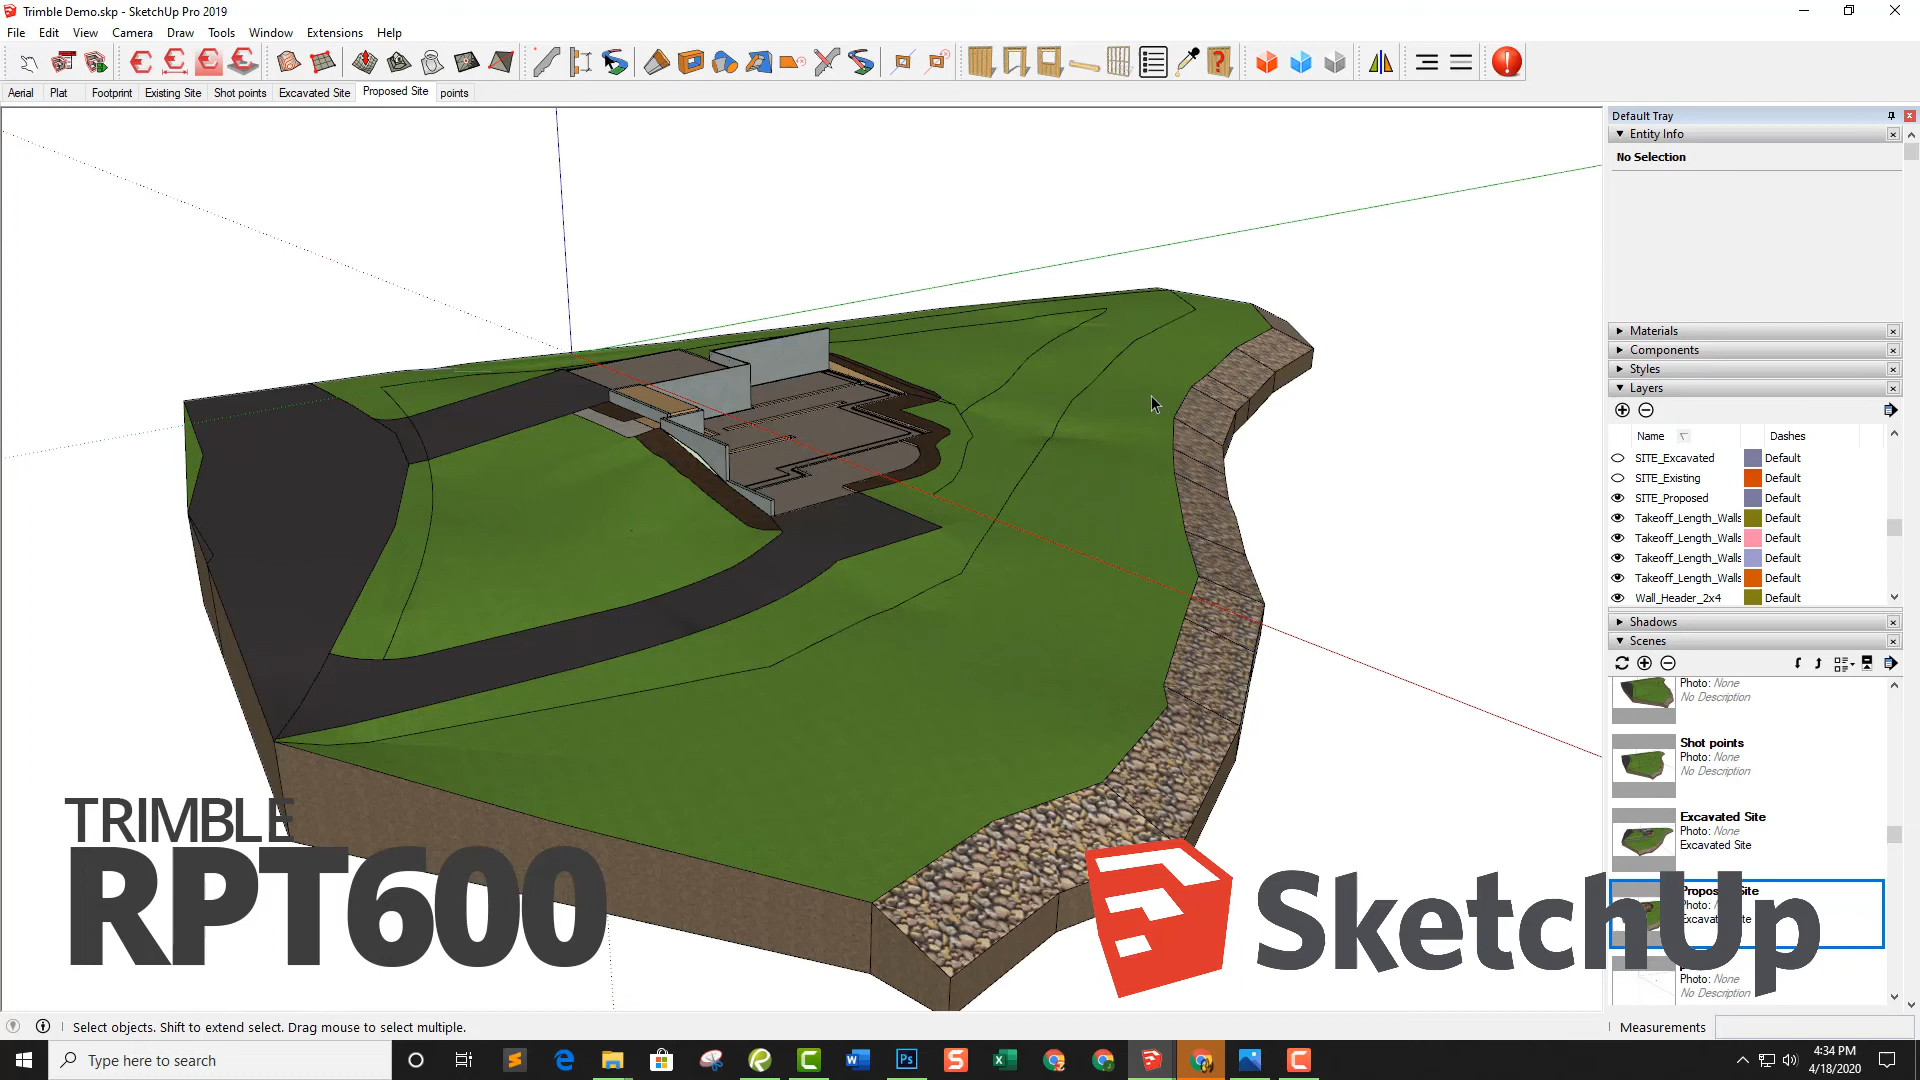 Trimble Demo.skp - SketchUp Pro 2019
File Edit View Camera Draw Tools Window Extensions Help
Aerial Plat Footprint Existing Site Shot points Excavated Site Proposed Site points
Default Tray
Entity Info
No Selection
Materials
Components
Styles
Layers
Name Dashes
SITE_Excavated Default
SITE_Existing Default
SITE_Proposed Default
Takeoff_Length_Walls Default
Takeoff_Length_Walls Default
Takeoff_Length_Walls Default
Takeoff_Length_Walls Default
Wall_Header_2x4 Default
Shadows
Scenes
Photo: None
No Description
Shot points
Photo: None
No Description
Excavated Site
Photo: None
Excavated Site
Photo: None
No Description
TRIMBLE
RPT600
SketchUp
Select objects. Shift to extend select. Drag mouse to select multiple.
Measurements
Type here to search
4:34 PM
4/18/2020